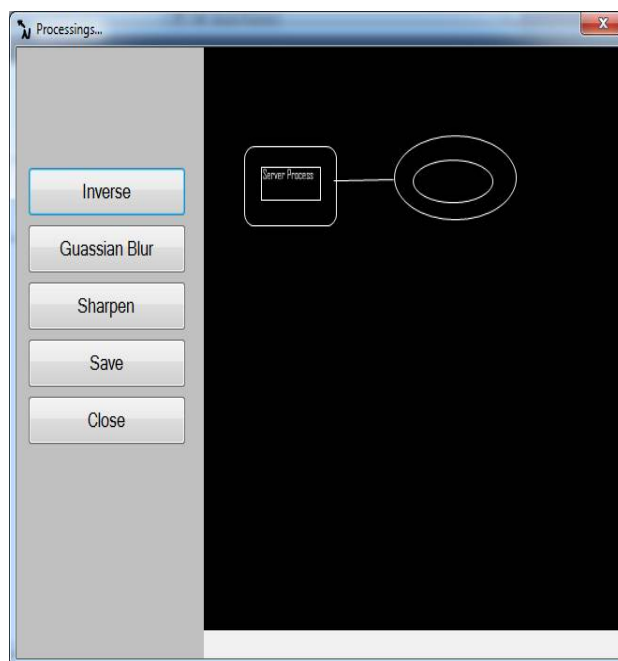 Processings...
Inverse
Guassian Blur
Sharpen
Save
Close
Server Process